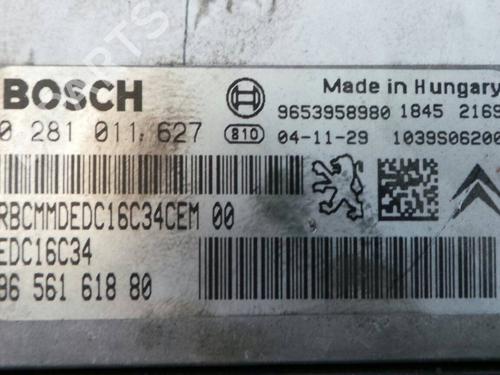 BOSCH
Made in Hungary
9653958980 1845 2169
0 281 011 627
810
04-11-29 1039S06200
RBCMMDEDC16C34CEM 00
EDC16C34
96 561 618 80